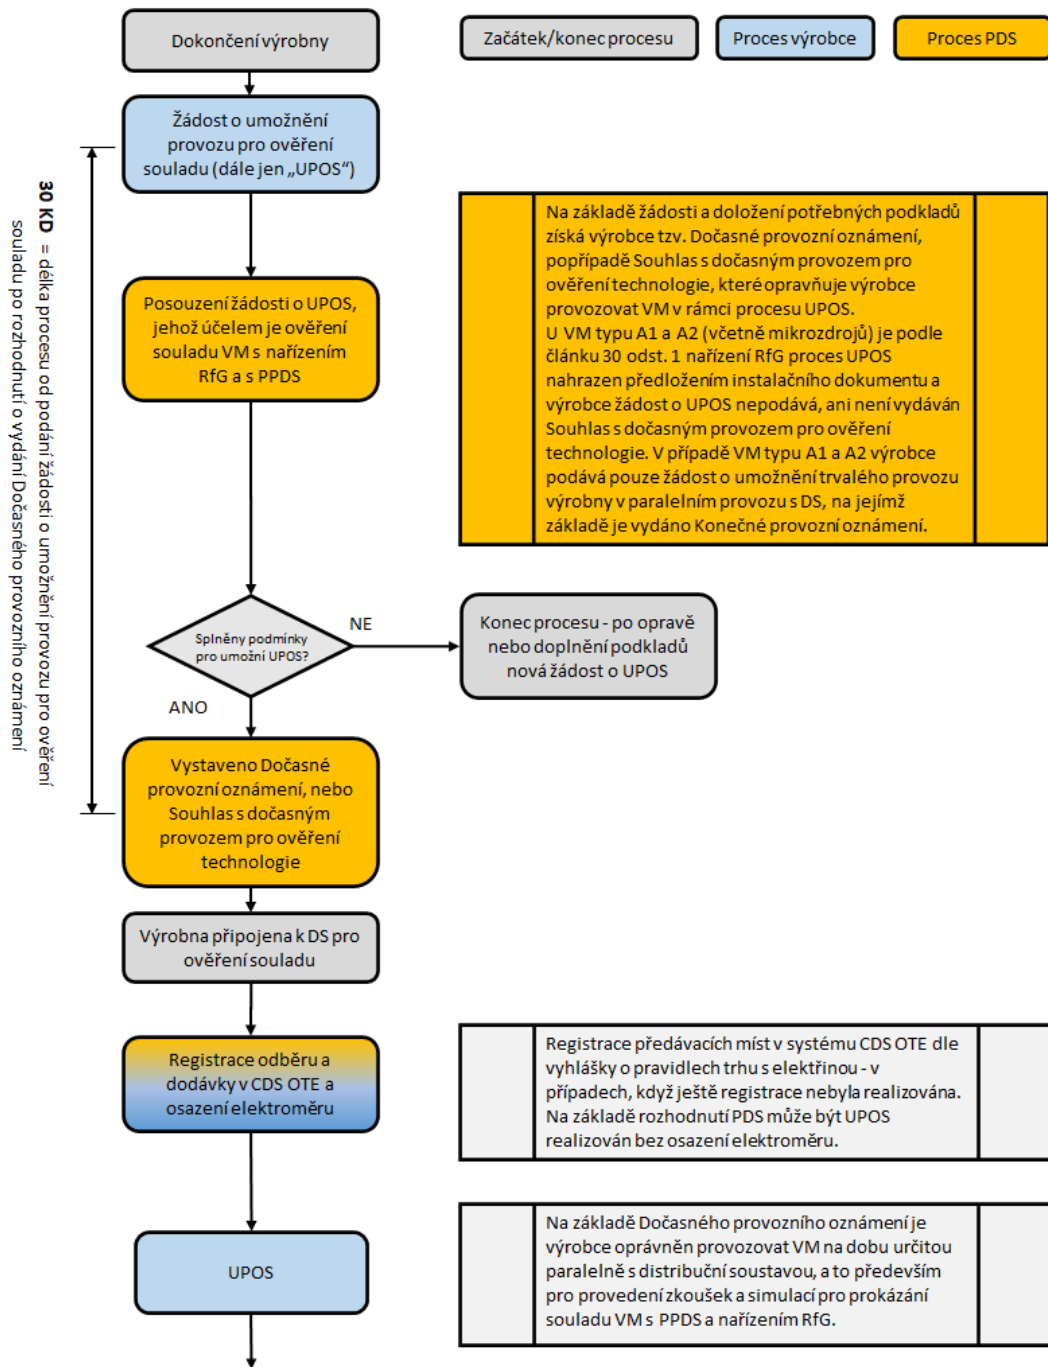 Dokončení výrobny
Začátek/konec procesu
Proces výrobce
Proces PDS
Žádost o umožnění
provozu pro ověření
souladu (dále jen „UPOS“)
30 KD = délka procesu od podání žádosti o umožnění provozu pro ověření
souladu po rozhodnutí o vydání Dočasného provozního oznámení
Posouzení žádosti o UPOS,
jehož účelem je ověření
souladu VM s nařízením
RfG a s PPDS
Na základě žádosti a doložení potřebných podkladů
získá výrobce tzv. Dočasné provozní oznámení,
popřípadě Souhlas s dočasným provozem pro
ověření technologie, které opravňuje výrobce
provozovat VM v rámci procesu UPOS.
U VM typu A1 a A2 (včetně mikrozdrojů) je podle
článku 30 odst. 1 nařízení RfG proces UPOS
nahrazen předložením instalačního dokumentu a
výrobce žádost o UPOS nepodává, ani není vydáván
Souhlas s dočasným provozem pro ověření
technologie. V případě VM typu A1 a A2 výrobce
podává pouze žádost o umožnění trvalého provozu
výrobny v paralelním provozu s DS, na jejímž
základě je vydáno Konečné provozní oznámení.
Splněny podmínky
pro umožní UPOS?
NE
Konec procesu - po opravě
nebo doplnění podkladů
nová žádost o UPOS
ANO
Vystaveno Dočasné
provozní oznámení, nebo
Souhlas s dočasným
provozem pro ověření
technologie
Výrobna připojena k DS pro
ověření souladu
Registrace odběru a
dodávky v CDS OTE a
osazení elektroměru
Registrace předávacích míst v systému CDS OTE dle
vyhlášky o pravidlech trhu s elektřinou - v
případech, když ještě registrace nebyla realizována.
Na základě rozhodnutí PDS může být UPOS
realizován bez osazení elektroměru.
UPOS
Na základě Dočasného provozního oznámení je
výrobce oprávněn provozovat VM na dobu určitou
paralelně s distribuční soustavou, a to především
pro provedení zkoušek a simulací pro prokázání
souladu VM s PPDS a nařízením RfG.